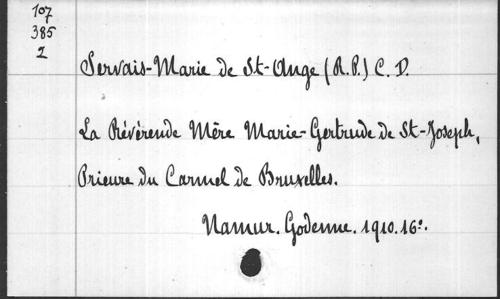 107
385
2
Servais-Marie de St-Ange (R.P.) C. D.
La Révérende Mère Marie-Gertrude de St-Joseph,
Prieure du Carmel de Bruxelles.
Namur. Godenne. 1910. 16º.